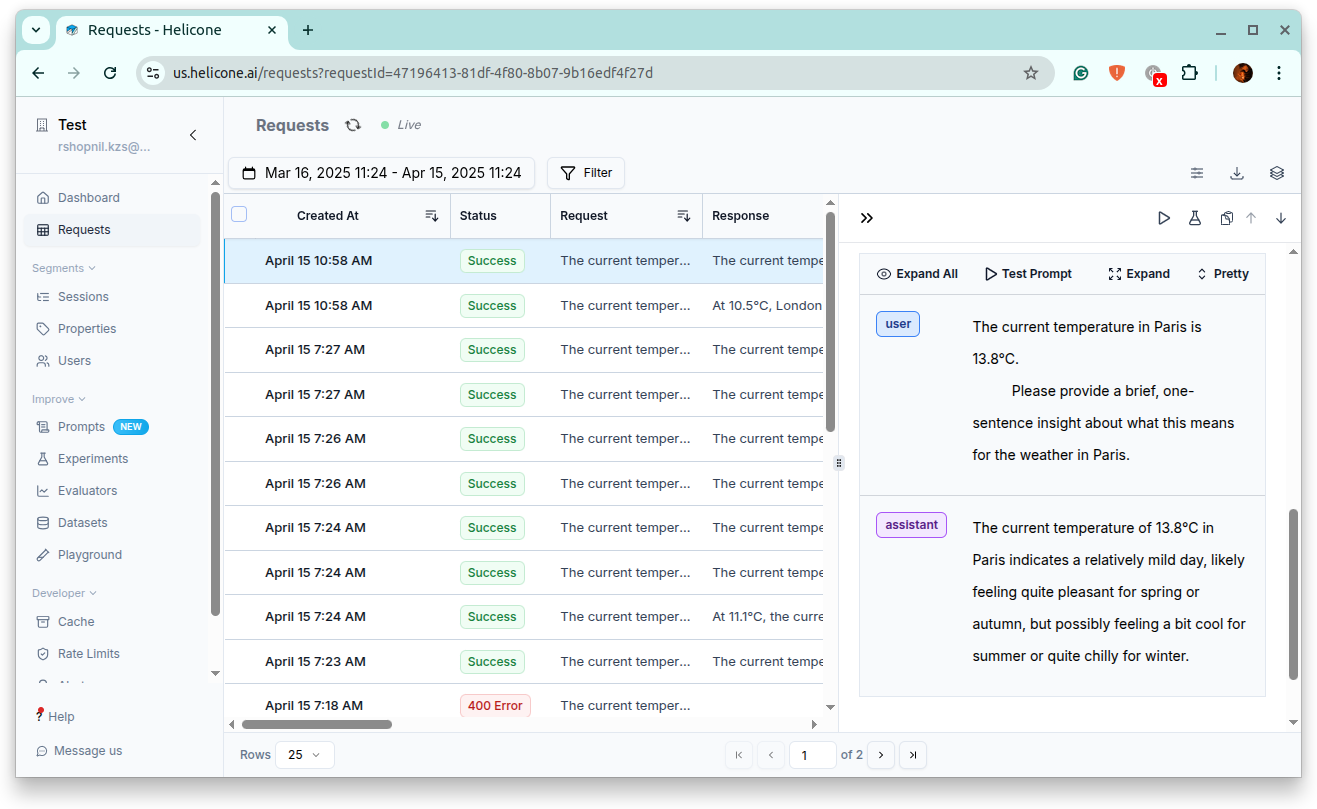 Requests - Helicone
us.helicone.ai/requests?requestId=47196413-81df-4f80-8b07-9b16edf4f27d
x
Test
rshopnil.kzs@...
Dashboard
Requests
Segments
Sessions
Properties
Users
Improve
Prompts NEW
Experiments
Evaluators
Datasets
Playground
Developer
Cache
Rate Limits
? Help
Message us
Requests Live
Mar 16, 2025 11:24 - Apr 15, 2025 11:24 Filter
Created At Status Request Response
April 15 10:58 AM Success The current temper... The current tempe
April 15 10:58 AM Success The current temper... At 10.5°C, London
April 15 7:27 AM Success The current temper... The current tempe
April 15 7:27 AM Success The current temper... The current tempe
April 15 7:26 AM Success The current temper... The current tempe
April 15 7:26 AM Success The current temper... The current tempe
April 15 7:24 AM Success The current temper... The current tempe
April 15 7:24 AM Success The current temper... The current tempe
April 15 7:24 AM Success The current temper... At 11.1°C, the curre
April 15 7:23 AM Success The current temper... The current tempe
April 15 7:18 AM 400 Error The current temper...
Rows 25 1 of 2
Expand All Test Prompt Expand Pretty
user
The current temperature in Paris is
13.8°C.
Please provide a brief, one-
sentence insight about what this means
for the weather in Paris.
assistant
The current temperature of 13.8°C in
Paris indicates a relatively mild day, likely
feeling quite pleasant for spring or
autumn, but possibly feeling a bit cool for
summer or quite chilly for winter.